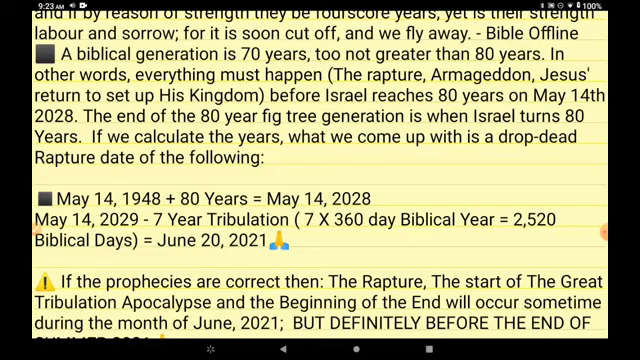 9:23 AM
100%
and if by reason of strength they be fourscore years, yet is their strength
labour and sorrow; for it is soon cut off, and we fly away. - Bible Offline
⬛ A biblical generation is 70 years, too not greater than 80 years. In
other words, everything must happen (The rapture, Armageddon, Jesus'
return to set up His Kingdom) before Israel reaches 80 years on May 14th
2028. The end of the 80 year fig tree generation is when Israel turns 80
Years.  If we calculate the years, what we come up with is a drop-dead
Rapture date of the following:
⬛ May 14, 1948 + 80 Years = May 14, 2028
May 14, 2029 - 7 Year Tribulation ( 7 X 360 day Biblical Year = 2,520
Biblical Days) = June 20, 2021🙏
⚠️ If the prophecies are correct then: The Rapture, The start of The Great
Tribulation Apocalypse and the Beginning of the End will occur sometime
during the month of June, 2021;  BUT DEFINITELY BEFORE THE END OF